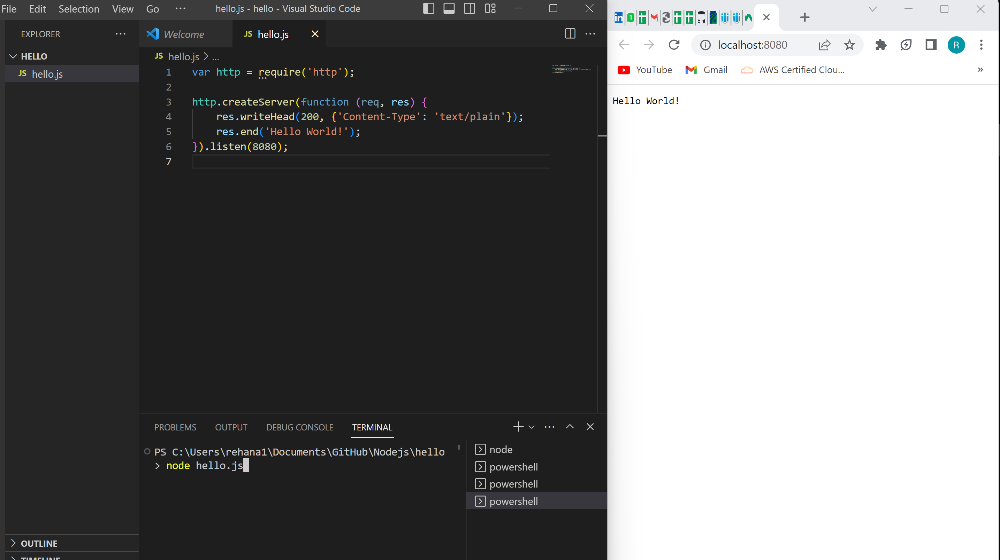 File Edit Selection View Go ··· hello.js - hello - Visual Studio Code
EXPLORER ···
HELLO
JS hello.js
Welcome JS hello.js
JS hello.js > ...
1 var http = require('http');
2
3 http.createServer(function (req, res) {
4 res.writeHead(200, {'Content-Type': 'text/plain'});
5 res.end('Hello World!');
6 }).listen(8080);
7
PROBLEMS OUTPUT DEBUG CONSOLE TERMINAL
PS C:\Users\rehana1\Documents\GitHub\Nodejs\hello
> node hello.js
node
powershell
powershell
powershell
OUTLINE
TIMELINE
in 1
localhost:8080 R
YouTube Gmail AWS Certified Clou... »
Hello World!